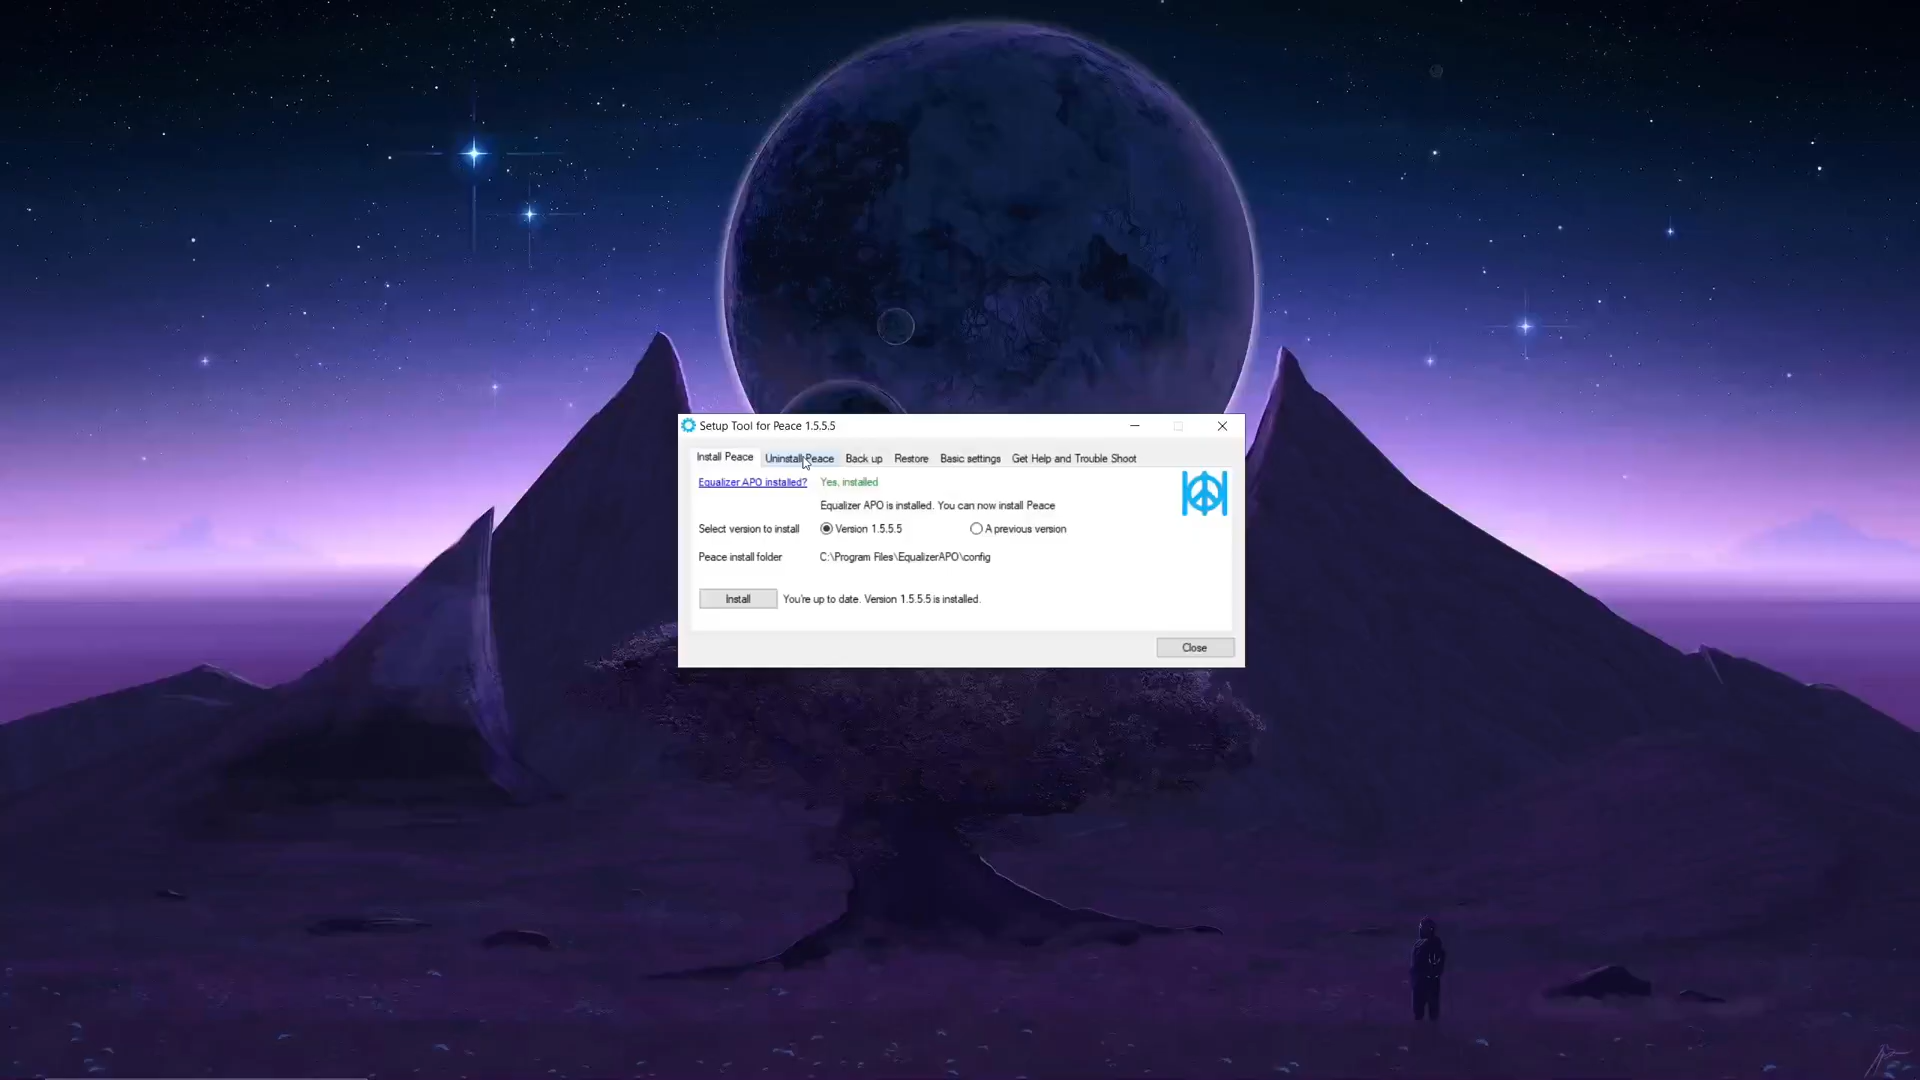 Setup Tool for Peace 1.5.5.5
Install Peace Uninstall Peace Back up Restore Basic settings Get Help and Trouble Shoot
Equalizer APO installed? Yes, installed
Equalizer APO is installed. You can now install Peace
Select version to install Version 1.5.5.5 A previous version
Peace install folder C:\Program Files\EqualizerAPO\config
Install You're up to date. Version 1.5.5.5 is installed.
Close